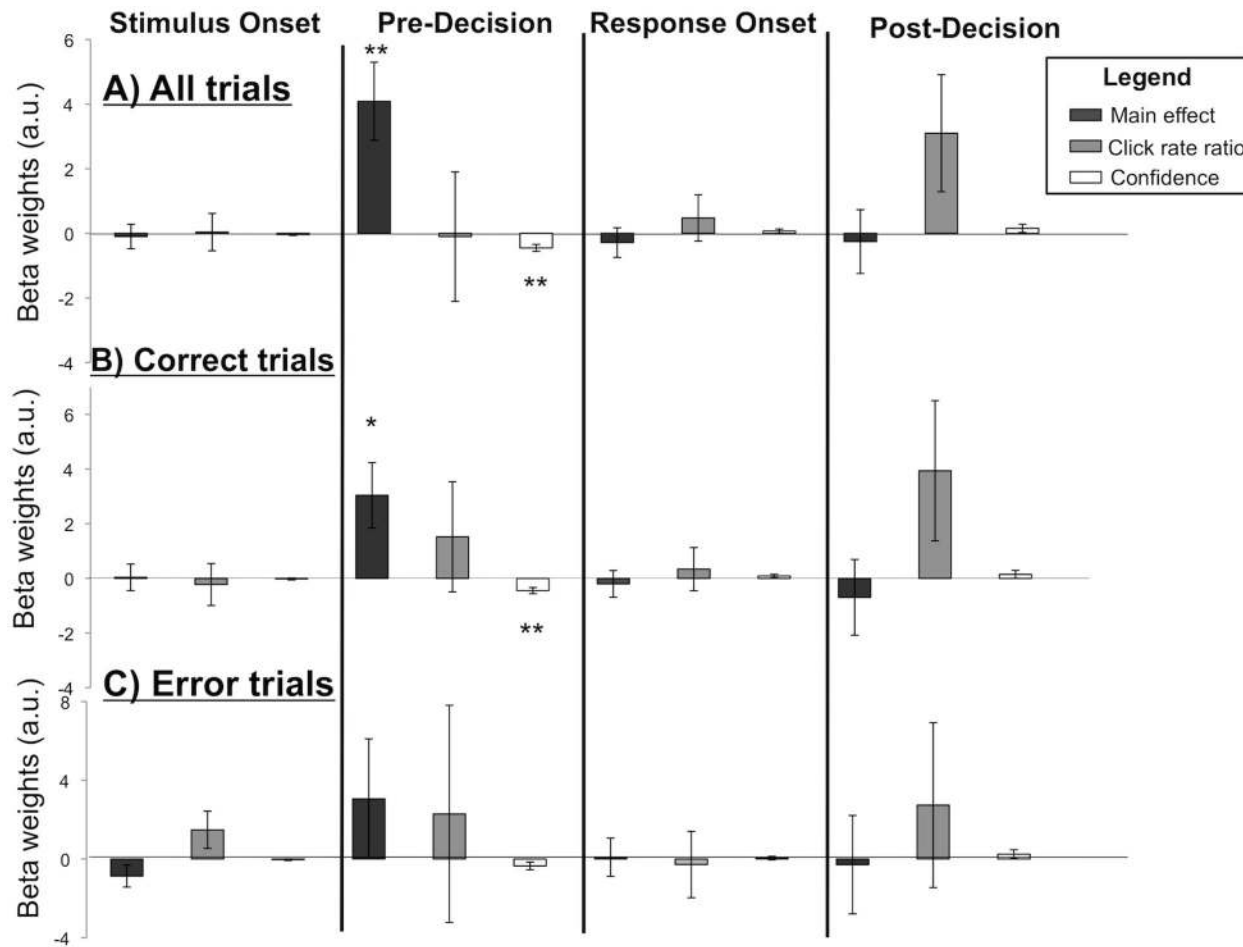 Stimulus Onset Pre-Decision Response Onset Post-Decision
6
**
A) All trials
Legend
Main effect
Click rate ratio
Confidence
4
2
0
-2
-4
Beta weights (a.u.)
**
B) Correct trials
6
*
4
2
0
-2
-4
Beta weights (a.u.)
**
C) Error trials
8
4
0
-4
Beta weights (a.u.)